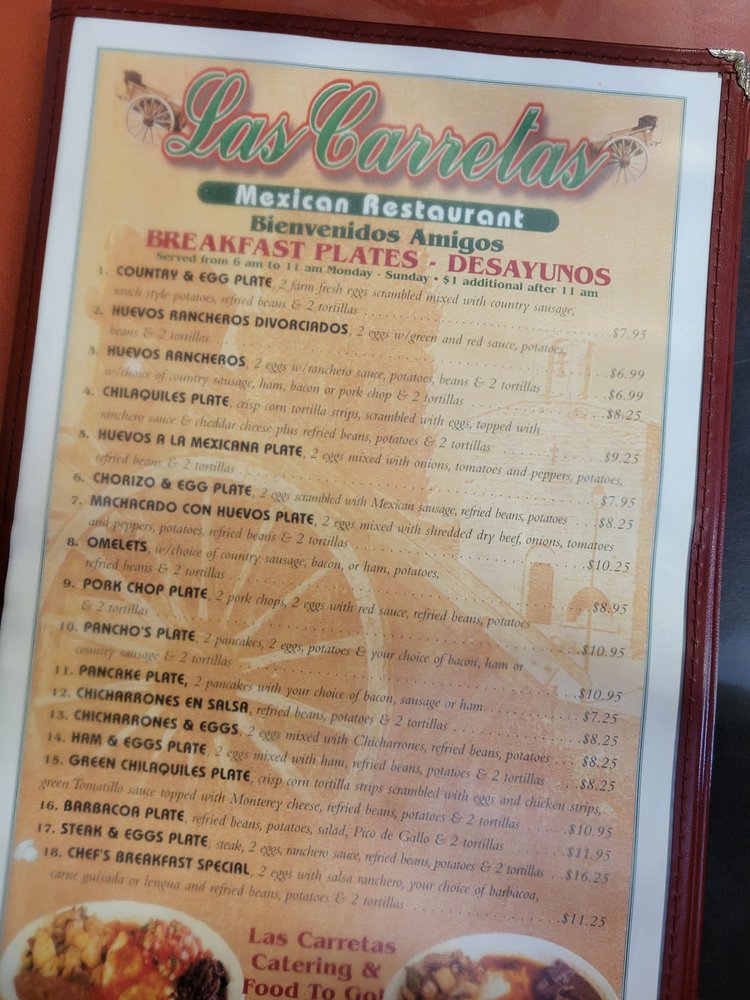 Las Carretas
Mexican Restaurant
Bienvenidos Amigos
BREAKFAST PLATES - DESAYUNOS
Served from 6 am to 11 am Monday - Sunday • $1 additional after 11 am
1. COUNTRY & EGG PLATE, 2 farm fresh eggs scrambled mixed with country sausage,
ranch style potatoes, refried beans & 2 tortillas $7.95
2. HUEVOS RANCHEROS DIVORCIADOS, 2 eggs w/green and red sauce, potatoes,
beans & 2 tortillas $6.99
3. HUEVOS RANCHEROS, 2 eggs w/ranchero sauce, potatoes, beans & 2 tortillas $6.99
w/choice of country sausage, ham, bacon or pork chop & 2 tortillas $8.25
4. CHILAQUILES PLATE, crisp corn tortilla strips, scrambled with eggs, topped with
ranchero sauce & cheddar cheese plus refried beans, potatoes & 2 tortillas $9.25
5. HUEVOS A LA MEXICANA PLATE, 2 eggs mixed with onions, tomatoes and peppers, potatoes,
refried beans & 2 tortillas $7.95
6. CHORIZO & EGG PLATE, 2 eggs scrambled with Mexican sausage, refried beans, potatoes $8.25
7. MACHACADO CON HUEVOS PLATE, 2 eggs mixed with shredded dry beef, onions, tomatoes
and peppers, potatoes, refried beans & 2 tortillas $10.25
8. OMELETS, w/choice of country sausage, bacon, or ham, potatoes,
refried beans & 2 tortillas $8.95
9. PORK CHOP PLATE, 2 pork chops, 2 eggs with red sauce, refried beans, potatoes
& 2 tortillas $10.95
10. PANCHO'S PLATE, 2 pancakes, 2 eggs, potatoes & your choice of bacon, ham or
country sausage & 2 tortillas $10.95
11. PANCAKE PLATE, 2 pancakes with your choice of bacon, sausage or ham $7.25
12. CHICHARRONES EN SALSA, refried beans, potatoes & 2 tortillas $8.25
13. CHICHARRONES & EGGS, 2 eggs mixed with Chicharrones, refried beans, potatoes $8.25
14. HAM & EGGS PLATE, 2 eggs mixed with ham, refried beans, potatoes & 2 tortillas $8.25
15. GREEN CHILAQUILES PLATE, crisp corn tortilla strips scrambled with eggs and chicken strips,
green Tomatillo sauce topped with Monterey cheese, refried beans, potatoes & 2 tortillas $10.95
16. BARBACOA PLATE, refried beans, potatoes, salad, Pico de Gallo & 2 tortillas $11.95
17. STEAK & EGGS PLATE, steak, 2 eggs, ranchero sauce, refried beans, potatoes & 2 tortillas $16.25
18. CHEF'S BREAKFAST SPECIAL, 2 eggs with salsa ranchero, your choice of barbacoa,
carne guisada or lengua and refried beans, potatoes & 2 tortillas $11.25
Las Carretas
Catering &
Food To Go!